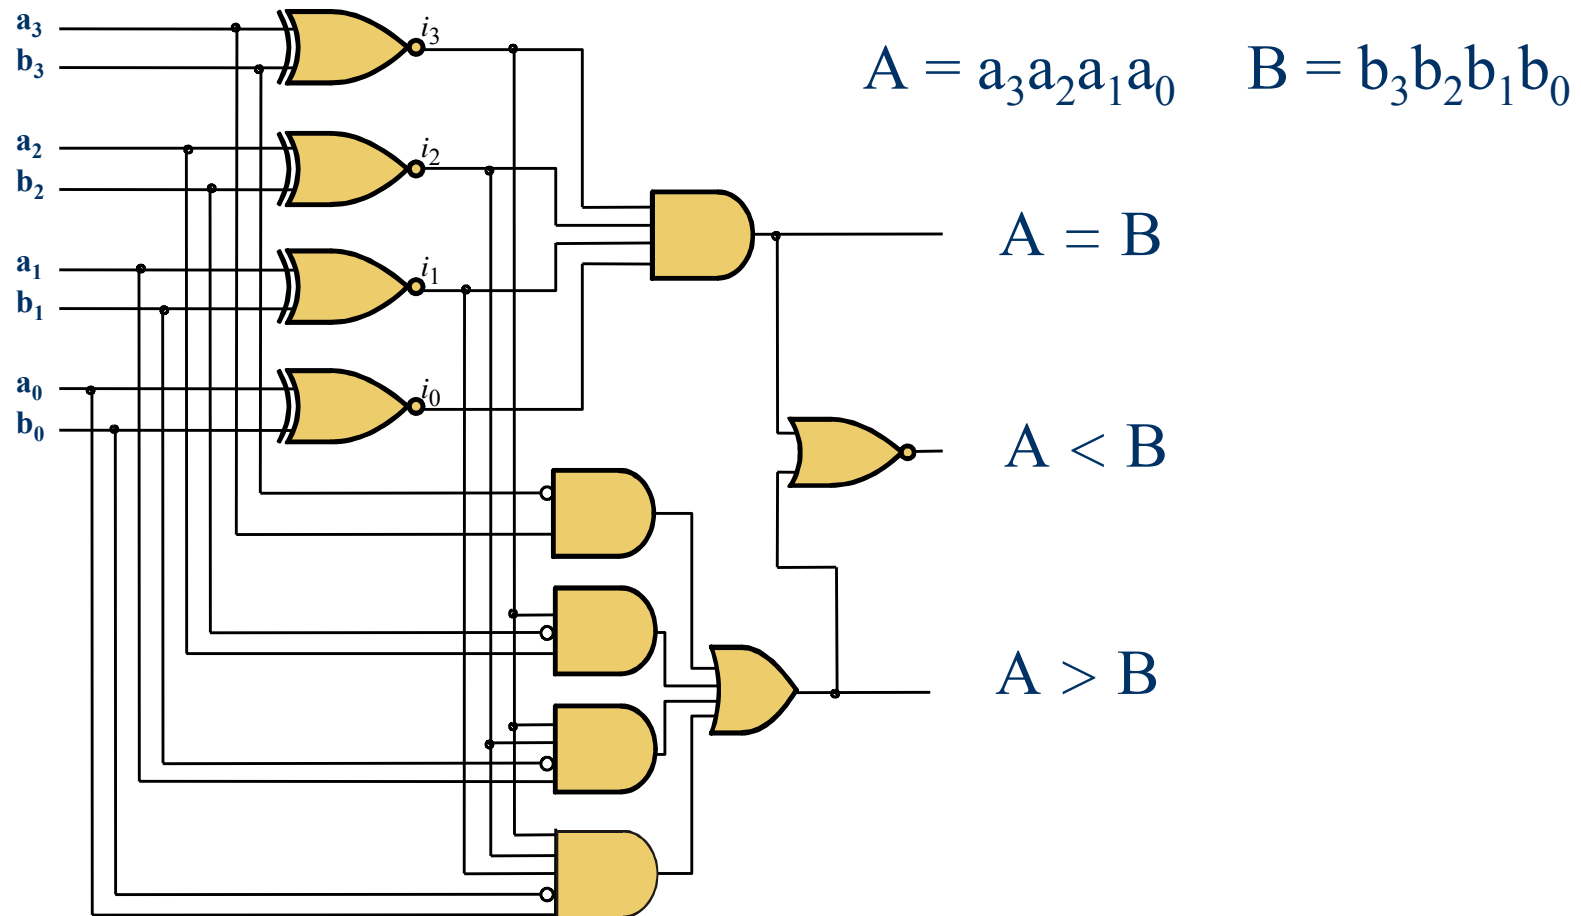 a₃
b₃
i₃
A = a₃a₂a₁a₀ B = b₃b₂b₁b₀
a₂
b₂
i₂
A = B
a₁
b₁
i₁
a₀
b₀
i₀
A < B
A > B